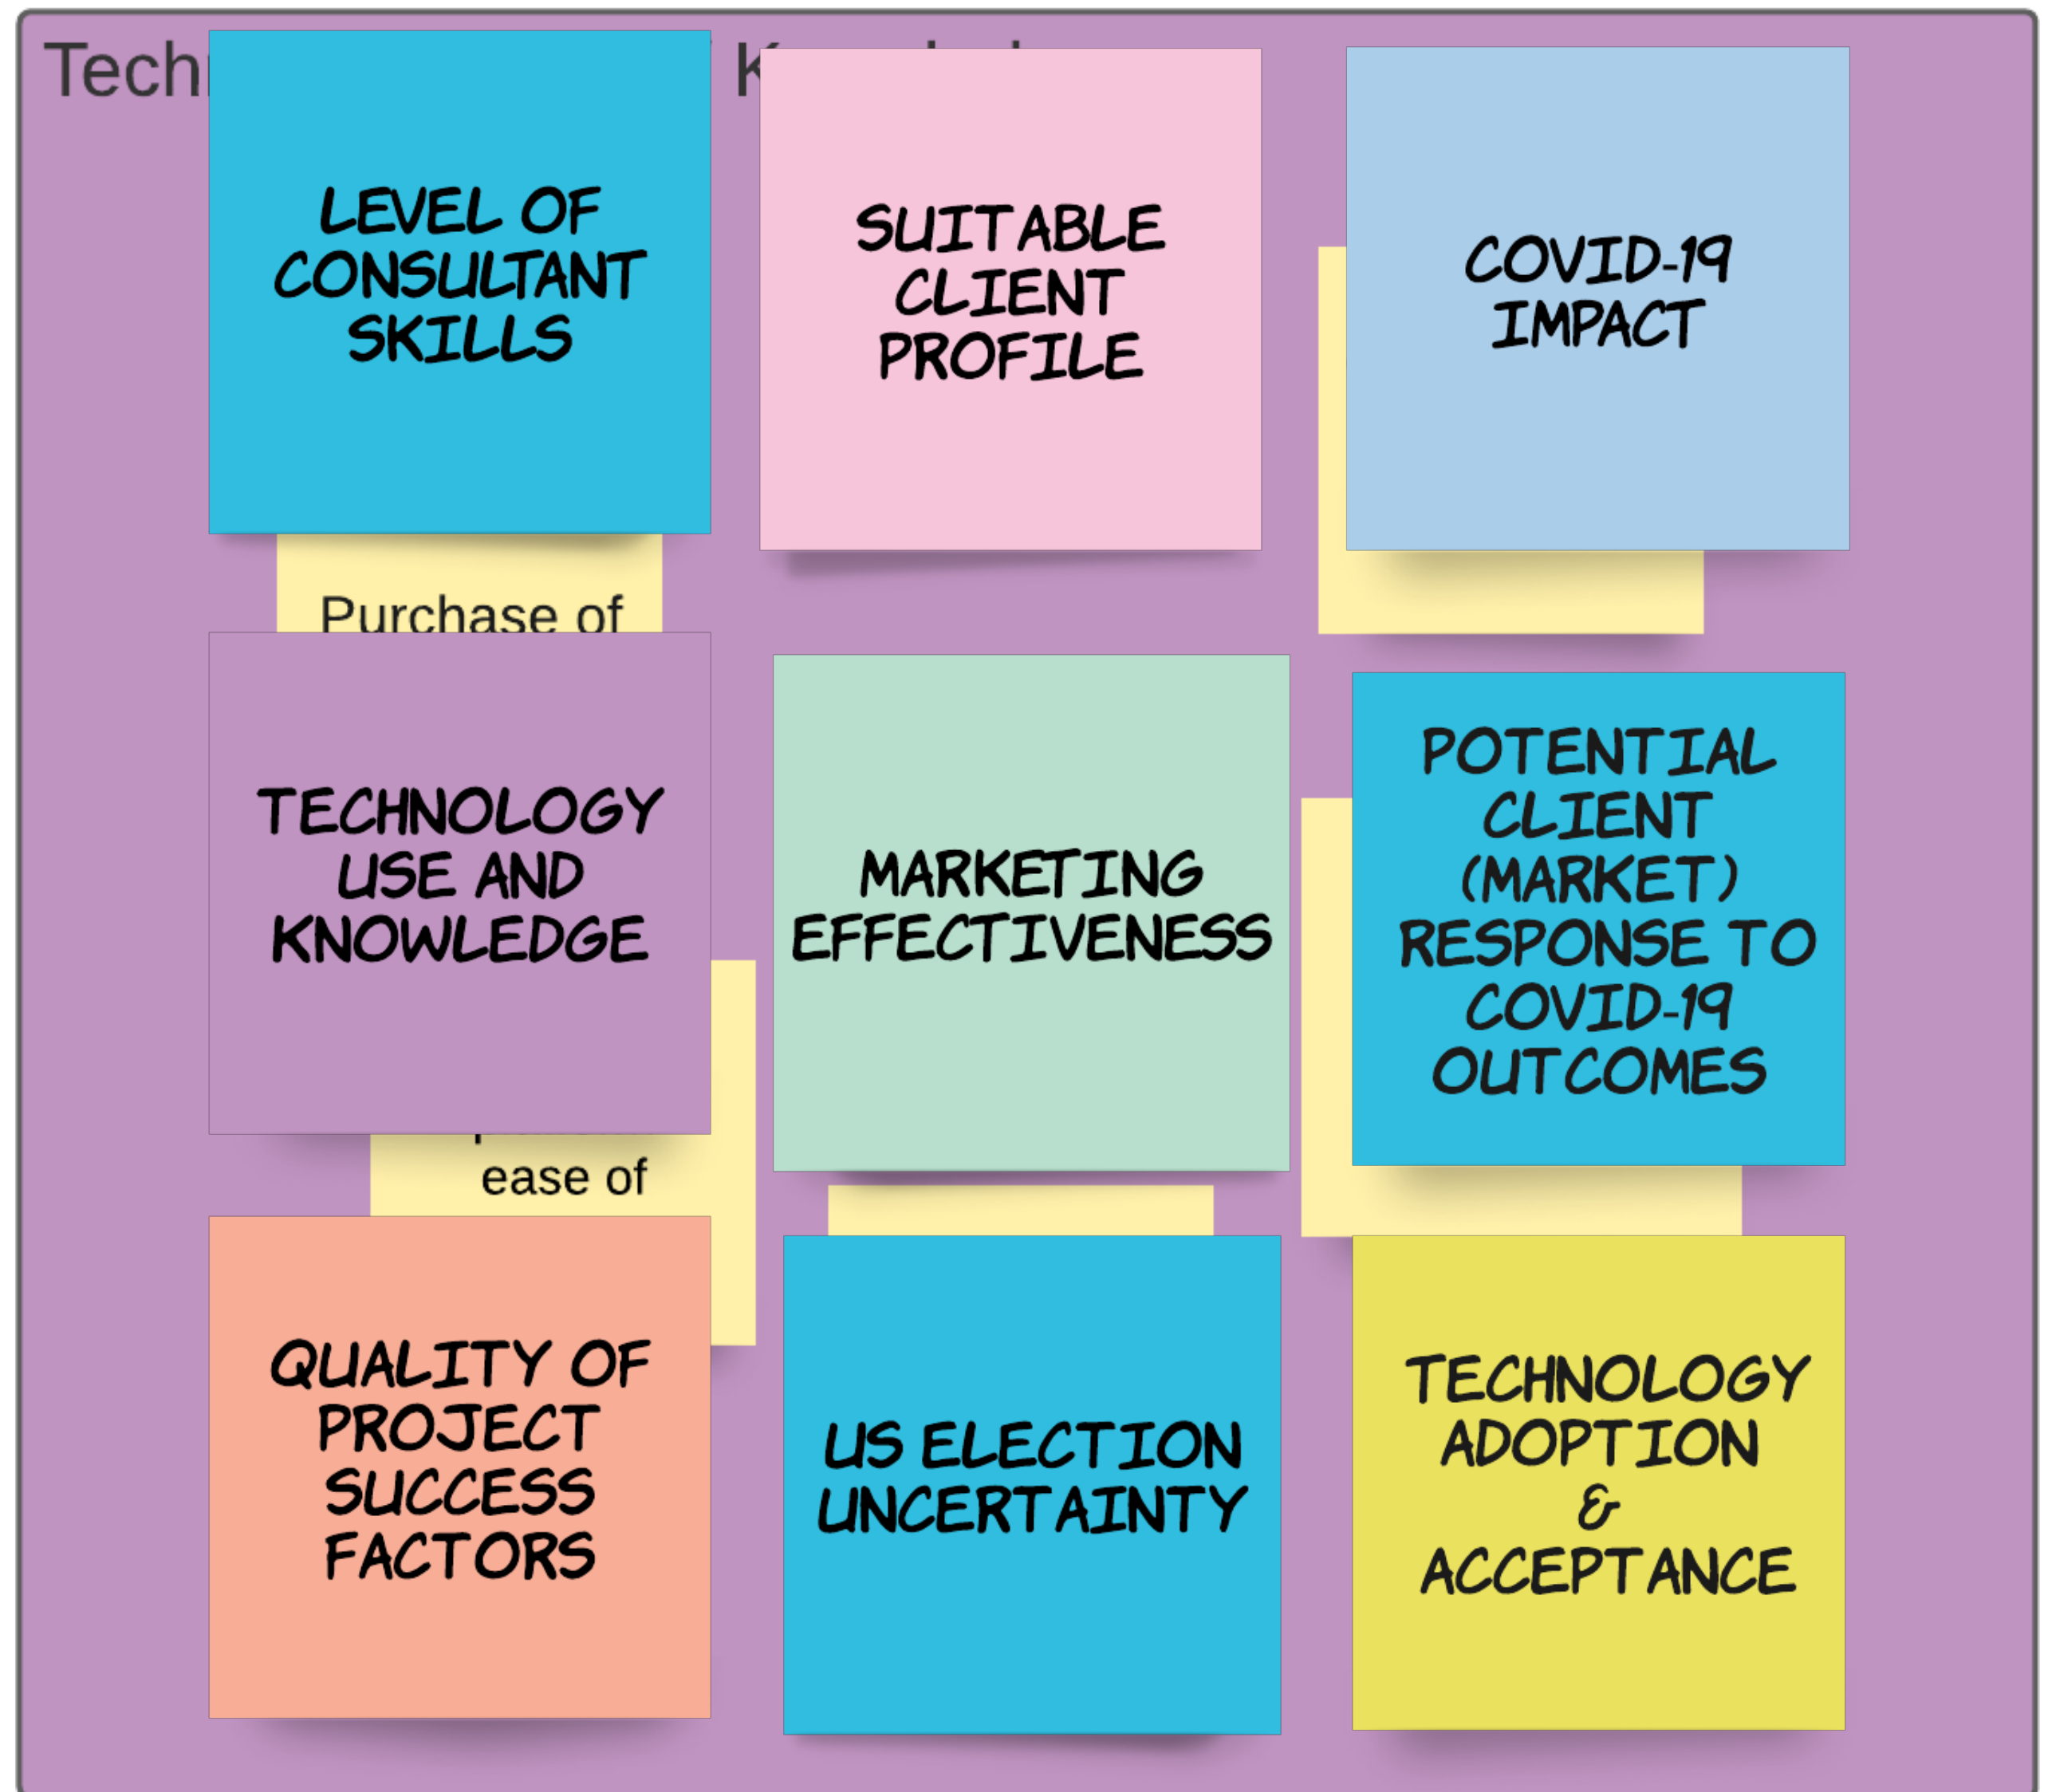 LEVEL OF
CONSULTANT
SKILLS
SUITABLE
CLIENT
PROFILE
COVID-19
IMPACT
Purchase of
TECHNOLOGY
USE AND
KNOWLEDGE
MARKETING
EFFECTIVENESS
POTENTIAL
CLIENT
(MARKET)
RESPONSE TO
COVID-19
OUTCOMES
ease of
QUALITY OF
PROJECT
SUCCESS
FACTORS
US ELECTION
UNCERTAINTY
TECHNOLOGY
ADOPTION
&
ACCEPTANCE